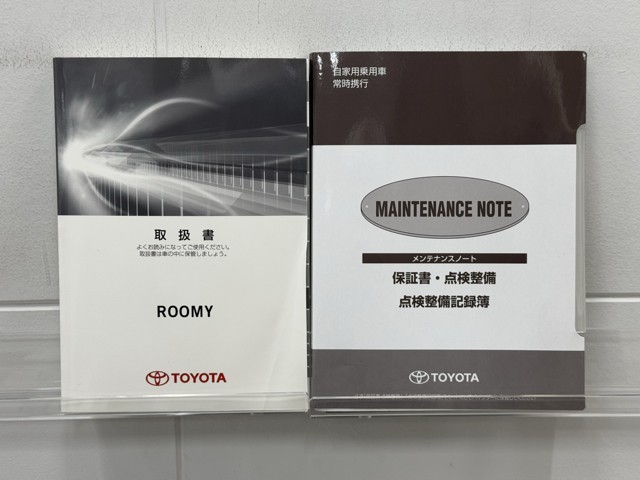 取扱書
よくお読みになってご使用ください。
取扱書は車の中に保管しましょう。
ROOMY
TOYOTA
自家用乗用車
常時携行
MAINTENANCE NOTE
メンテナンスノート
保証書・点検整備
点検整備記録簿
TOYOTA